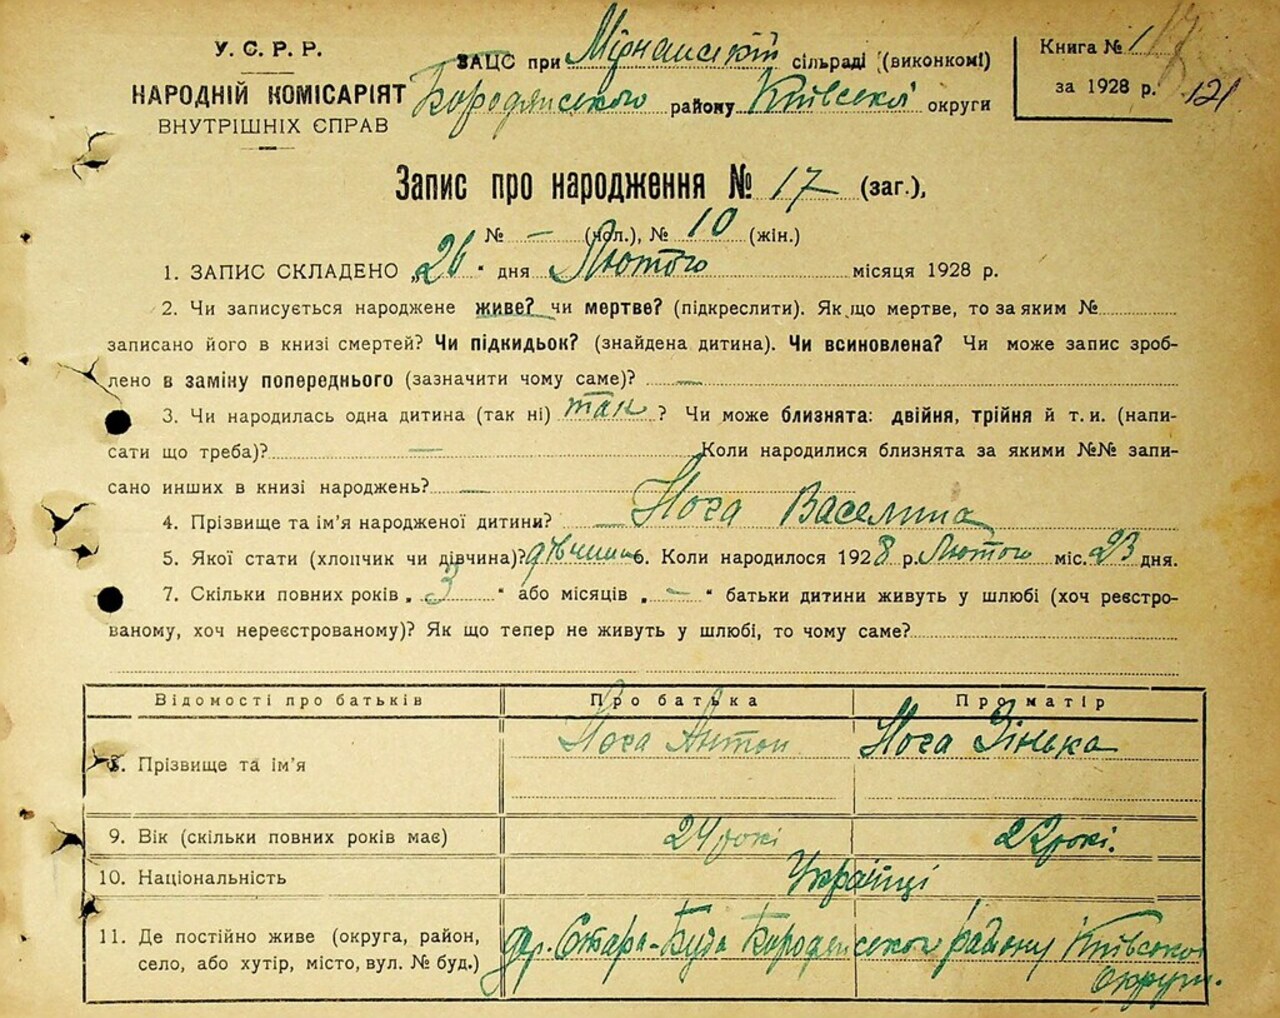 У. С. Р. Р.
НАРОДНІЙ КОМІСАРІЯТ
ВНУТРІШНІХ СПРАВ
ЗАЦС при Мірчанській сільраді (виконкомі)
Бородянського району Київської округи
Книга № 1
за 1928 р. 121
Запис про народження № 17 (заг.),
№ — (чол.), № 10 (жін.)
1. ЗАПИС СКЛАДЕНО „26" дня Лютого місяця 1928 р.
2. Чи записується народжене живе? чи мертве? (підкреслити). Як що мертве, то за яким №
записано його в книзі смертей? Чи підкидьок? (знайдена дитина). Чи всиновлена? Чи може запис зроб-
лено в заміну попереднього (зазначити чому саме)? —
3. Чи народилась одна дитина (так ні) так? Чи може близнята: двійня, трійня й т. и. (напи-
сати що треба)? — Коли народилися близнята за якими №№ запи-
сано инших в книзі народжень? —
4. Прізвище та ім'я народженої дитини? — Нога Васелина
5. Якої стати (хлопчик чи дівчина)? дівчина 6. Коли народилося 1928 р. Лютого міс. 23 дня.
7. Скільки повних років „ 3 " або місяців „ — " батьки дитини живуть у шлюбі (хоч реєстро-
ваному, хоч нереєстрованому)? Як що тепер не живуть у шлюбі, то чому саме?
Відомості про батьків Про батька Про матір
8. Прізвище та ім'я Нога Антон Нога Зінька
9. Вік (скільки повних років має) 24 рокі 22 рокі.
10. Національність Українці
11. Де постійно живе (округа, район,
село, або хутір, місто, вул. № буд.)
дер. Стара-Буда Бородянського району Київської
округи.